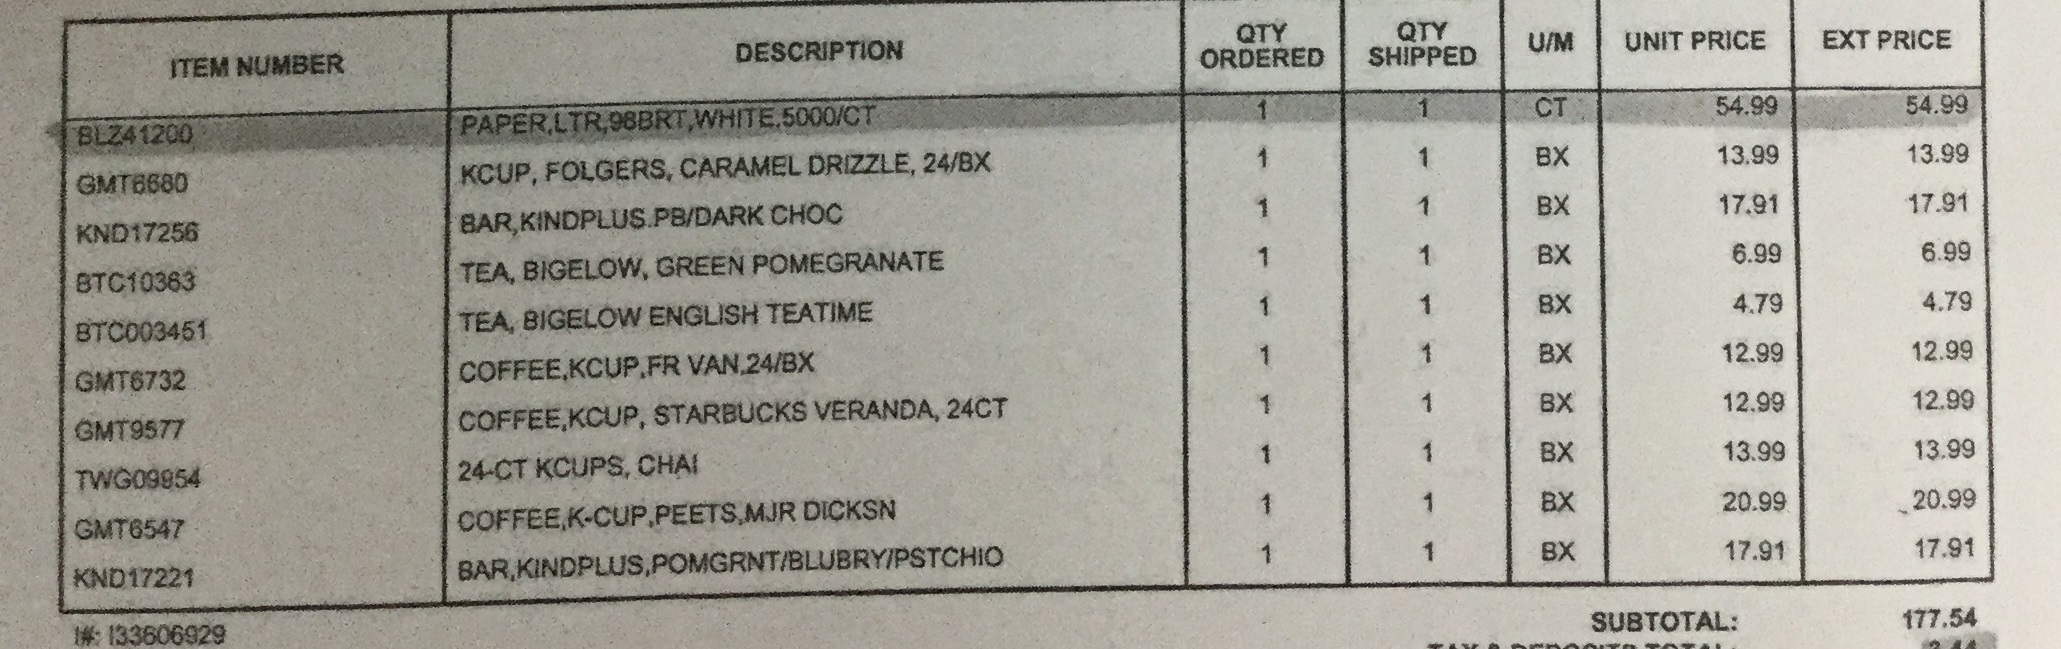 ITEM NUMBER DESCRIPTION QTY ORDERED QTY SHIPPED U/M UNIT PRICE EXT PRICE
BLZ41200 PAPER,LTR,98BRT,WHITE,5000/CT 1 1 CT 54.99 54.99
GMT6680 KCUP, FOLGERS, CARAMEL DRIZZLE, 24/BX 1 1 BX 13.99 13.99
KND17256 BAR,KINDPLUS.PB/DARK CHOC 1 1 BX 17.91 17.91
BTC10363 TEA, BIGELOW, GREEN POMEGRANATE 1 1 BX 6.99 6.99
BTC003451 TEA, BIGELOW ENGLISH TEATIME 1 1 BX 4.79 4.79
GMT6732 COFFEE,KCUP,FR VAN,24/BX 1 1 BX 12.99 12.99
GMT9577 COFFEE,KCUP, STARBUCKS VERANDA, 24CT 1 1 BX 12.99 12.99
TWG09954 24-CT KCUPS, CHAI 1 1 BX 13.99 13.99
GMT6547 COFFEE,K-CUP,PEETS,MJR DICKSN 1 1 BX 20.99 20.99
KND17221 BAR,KINDPLUS,POMGRNT/BLUBRY/PSTCHIO 1 1 BX 17.91 17.91
I#: I33606929 SUBTOTAL: 177.54
TAX & DEPOSITS TOTAL: